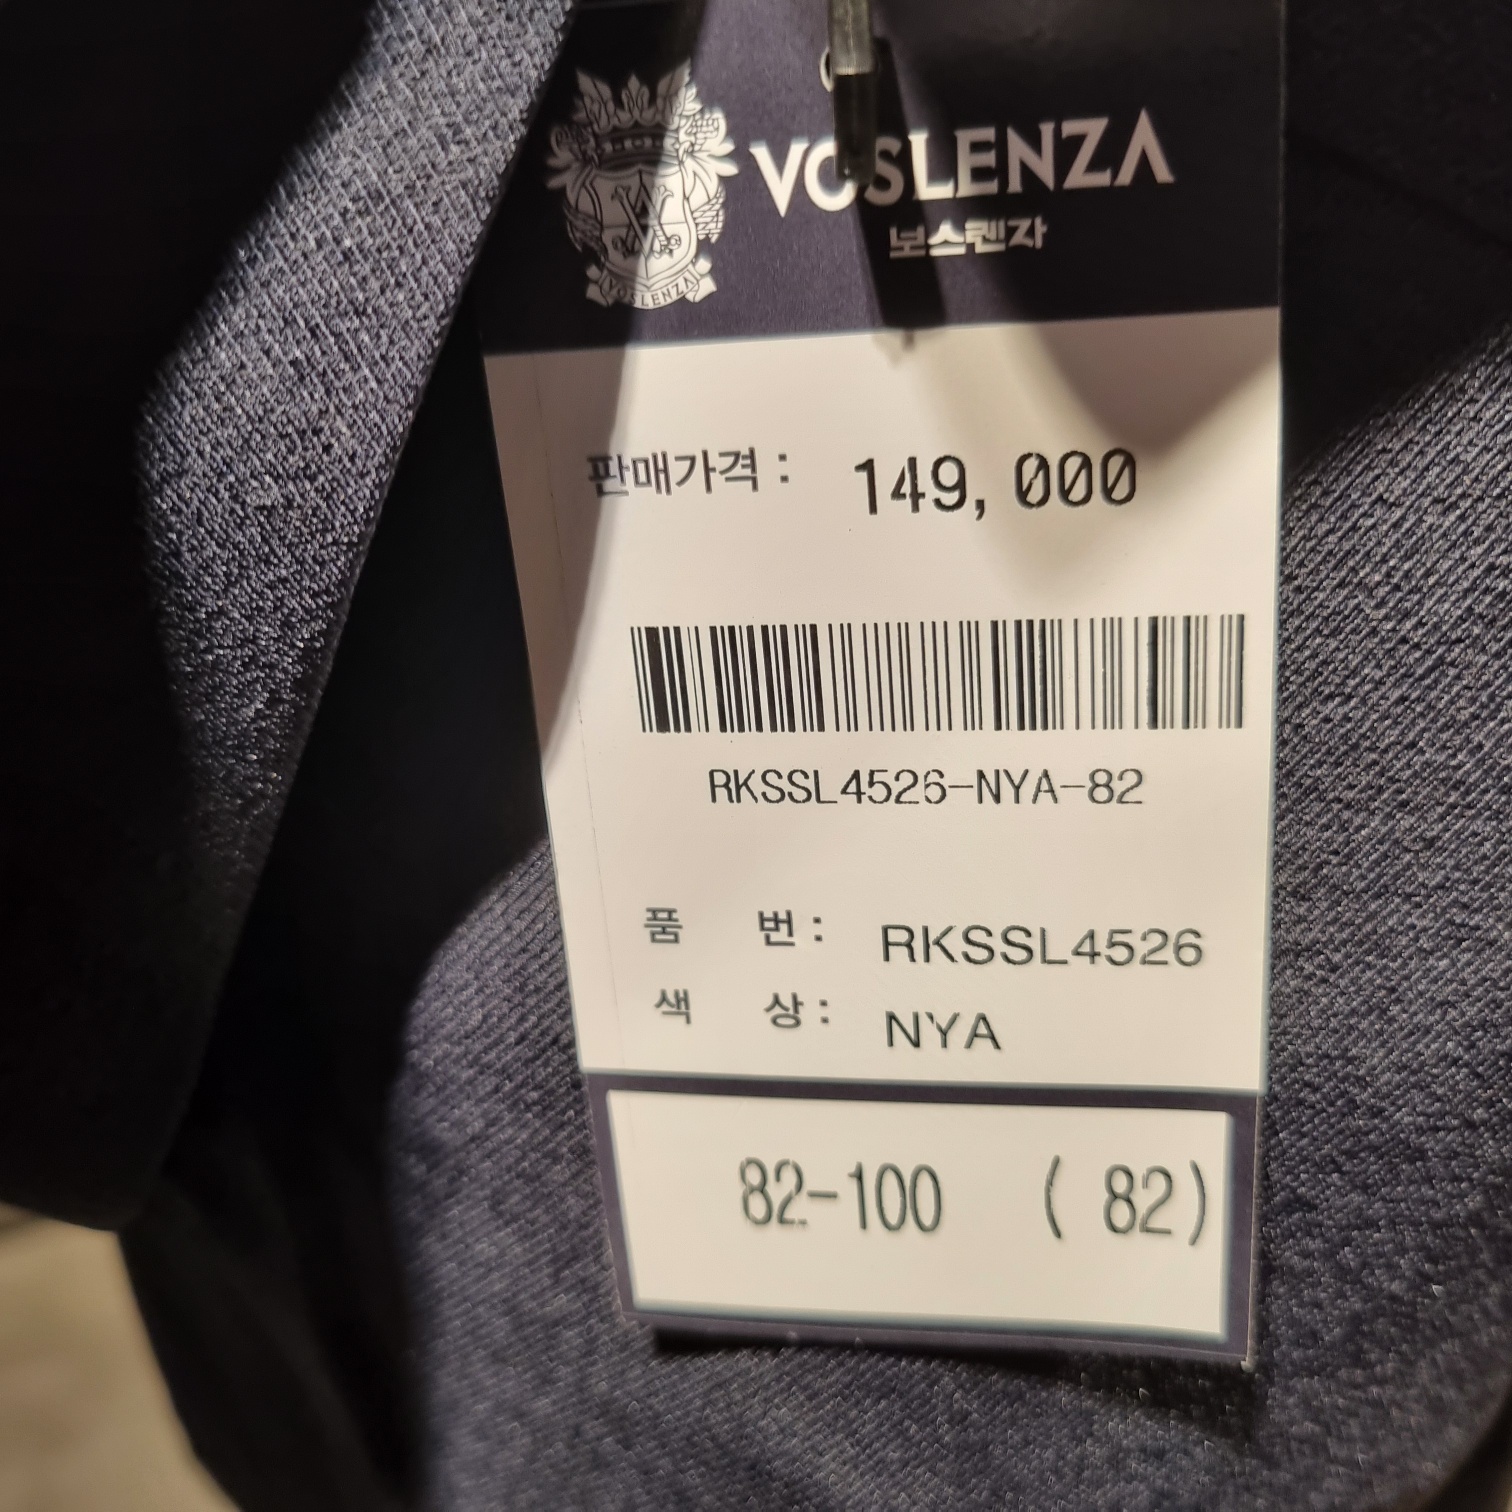 VOSLENZA
보스렌자
VOSLENZA
판매가격 : 149,000
RKSSL4526-NYA-82
품 번 : RKSSL4526
색 상 : NYA
82-100 ( 82)